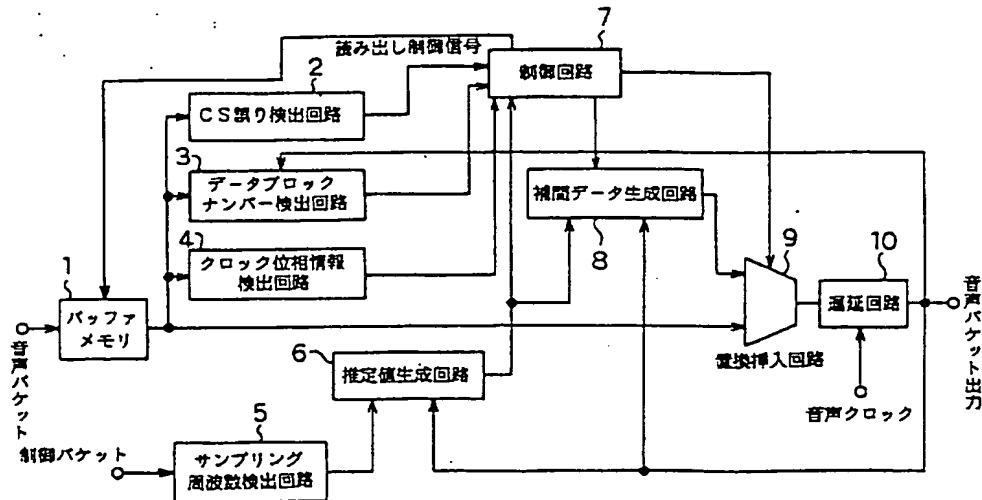 7
読み出し制御信号
制御回路
2
CS誤り検出回路
3
データブロック
ナンバー検出回路
補間データ生成回路
8
4
クロック位相情報
検出回路
9
10
1
バッファ
メモリ
遅延回路
置換挿入回路
音声パケット出力
6
推定値生成回路
音声クロック
音声パケット
制御パケット
5
サンプリング
周波数検出回路